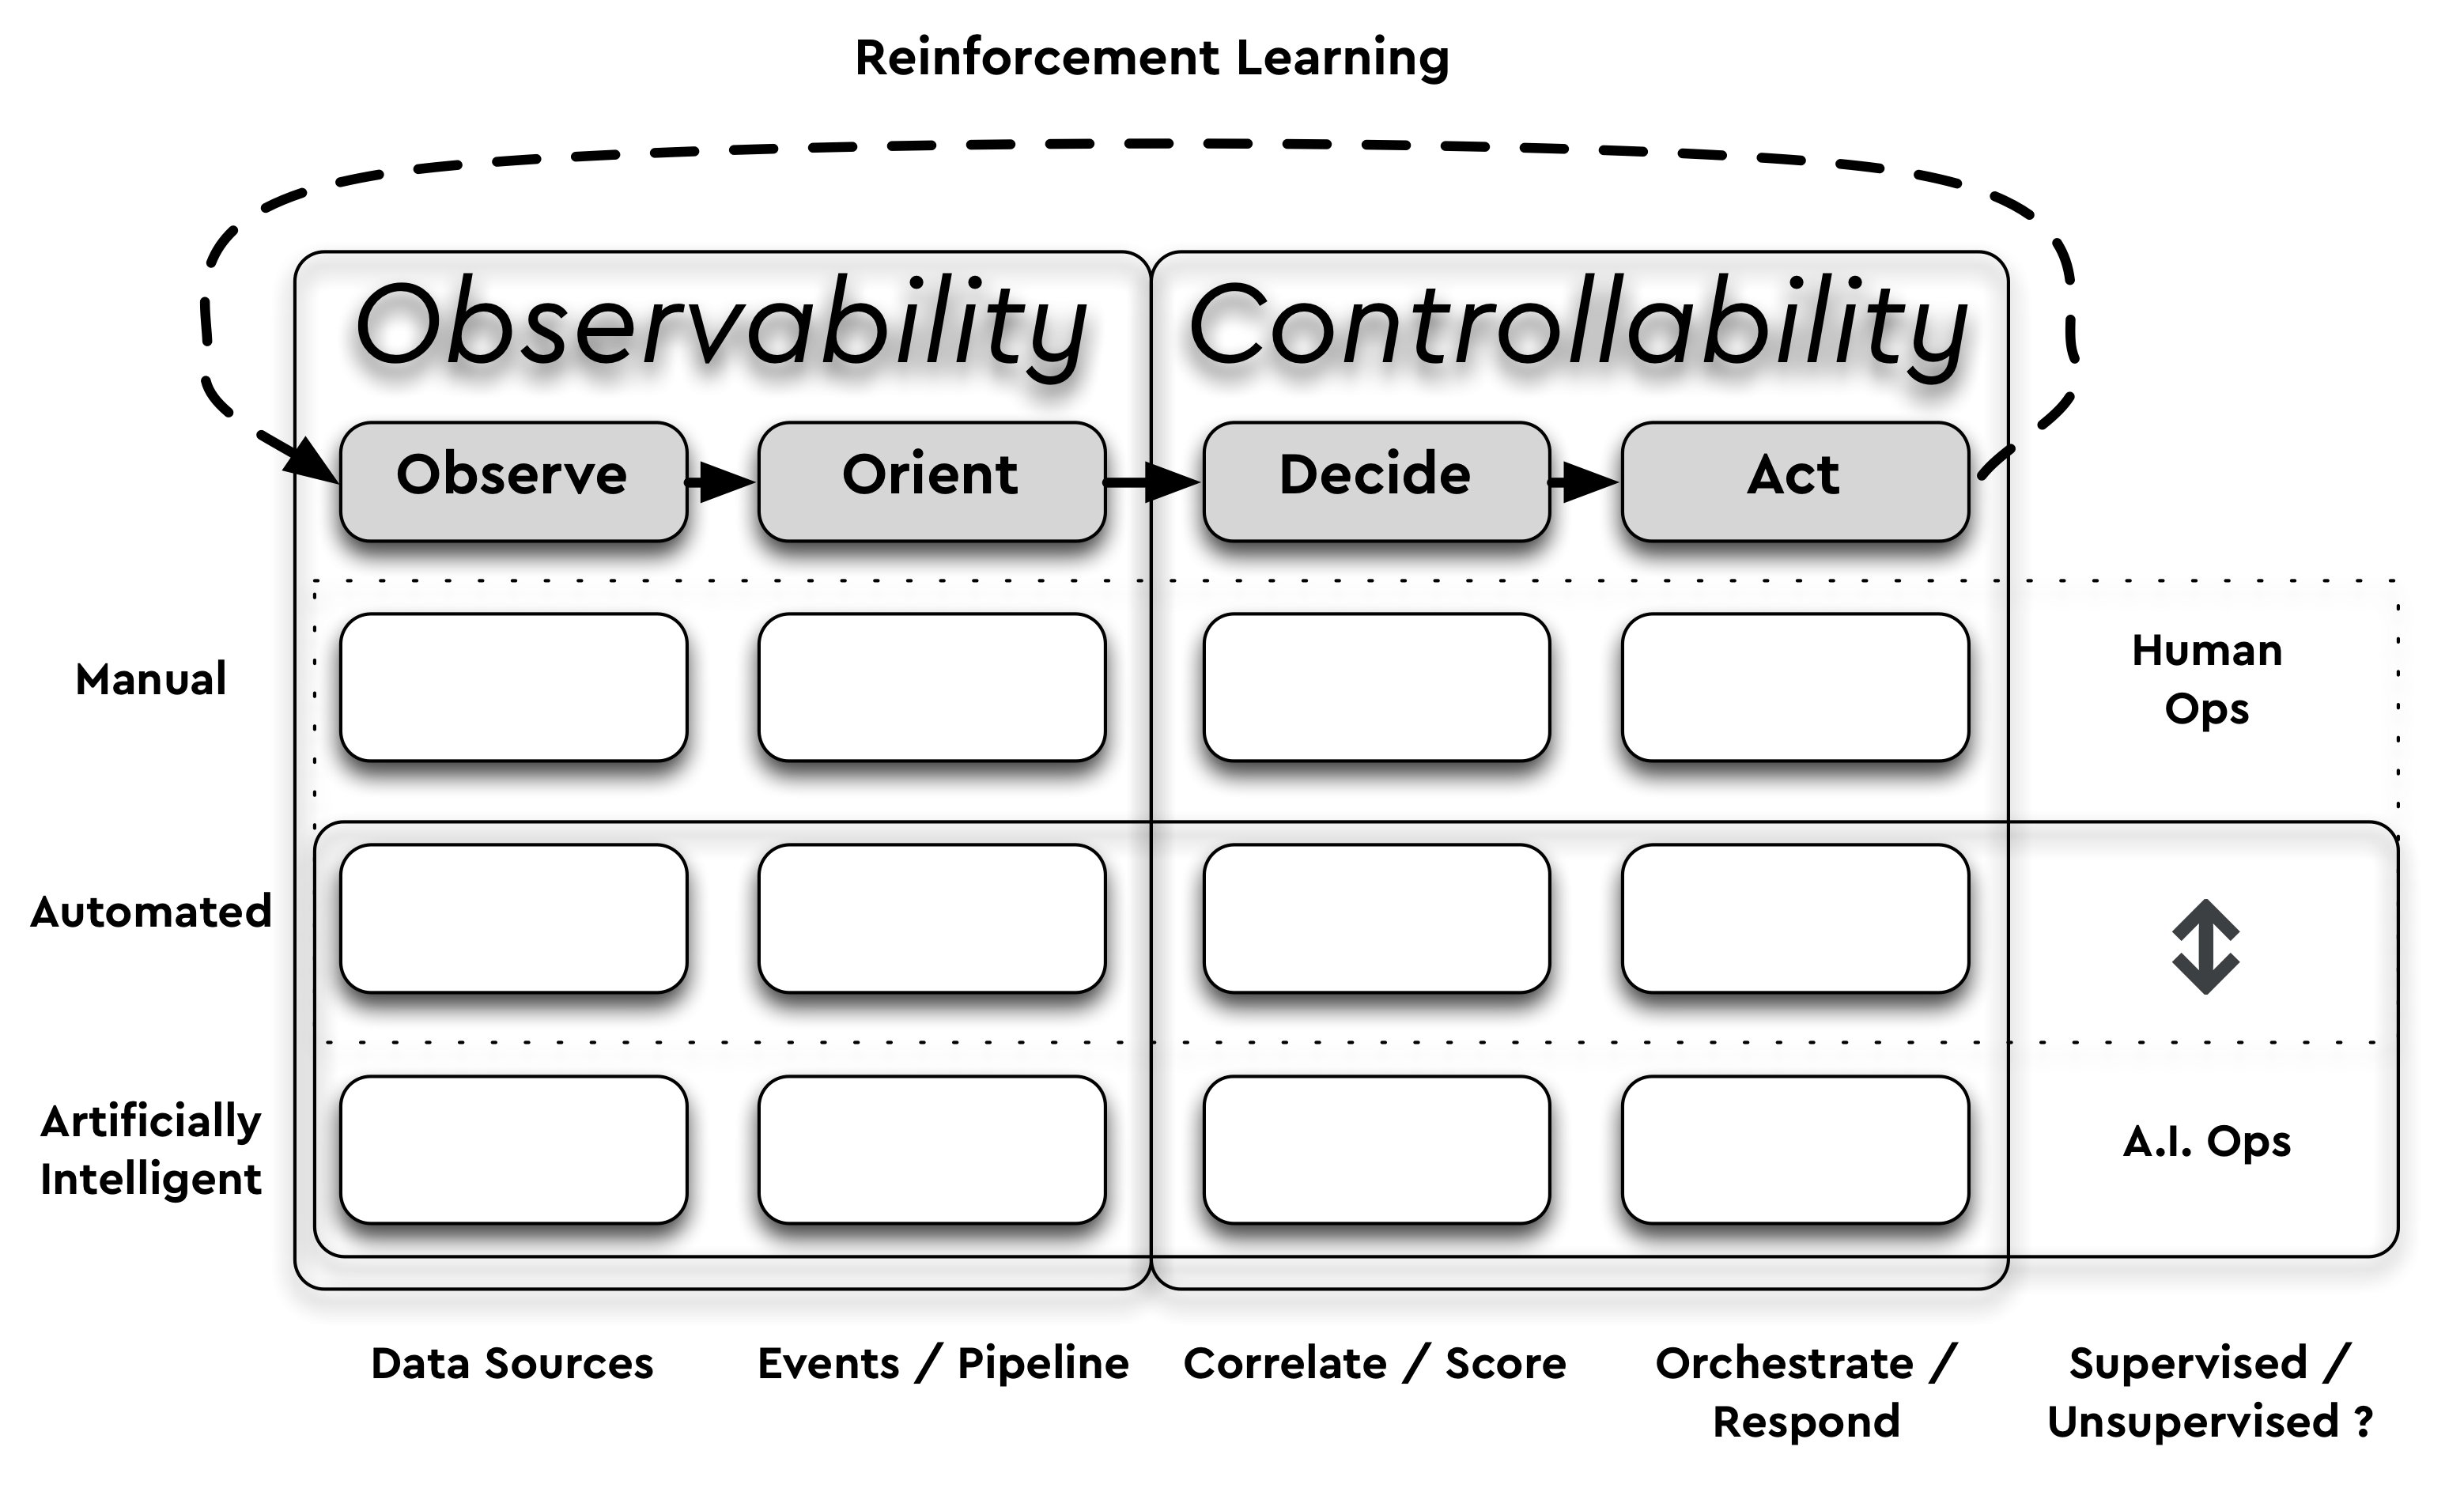 Reinforcement Learning
Observability
Controllability
Observe
Orient
Decide
Act
Manual
Human
Ops
Automated
Artificially
Intelligent
A.I. Ops
Data Sources
Events / Pipeline
Correlate / Score
Orchestrate /
Respond
Supervised /
Unsupervised ?